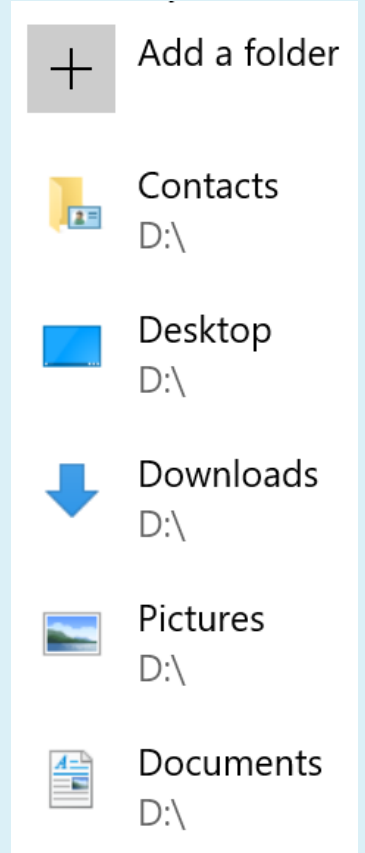 Add a folder
Contacts
D:\
Desktop
D:\
Downloads
D:\
Pictures
D:\
Documents
D:\